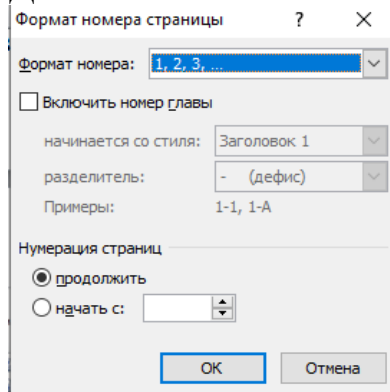 Формат номера страницы ? ×
Формат номера: 1, 2, 3, ...
Включить номер главы
начинается со стиля: Заголовок 1
разделитель: - (дефис)
Примеры: 1-1, 1-A
Нумерация страниц
продолжить
начать с:
ОК Отмена